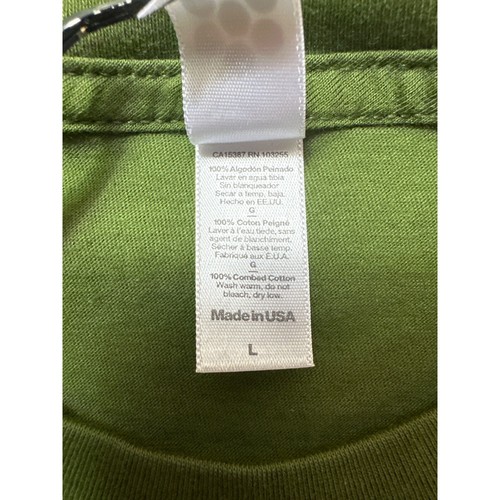 CA15387 RN 103255
100% Algodón Peinado
Lavar en agua tibia
Sin blanqueador
Secar a temp. baja.
Hecho en EE.UU.
G
100% Coton Peigné
Laver à l'eau tiede, sans
agent de blanchiment.
Sécher à basse temp.
Fabriqué aux É.U.A.
G
100% Combed Cotton
Wash warm, do not
bleach, dry low.
Made in USA
L